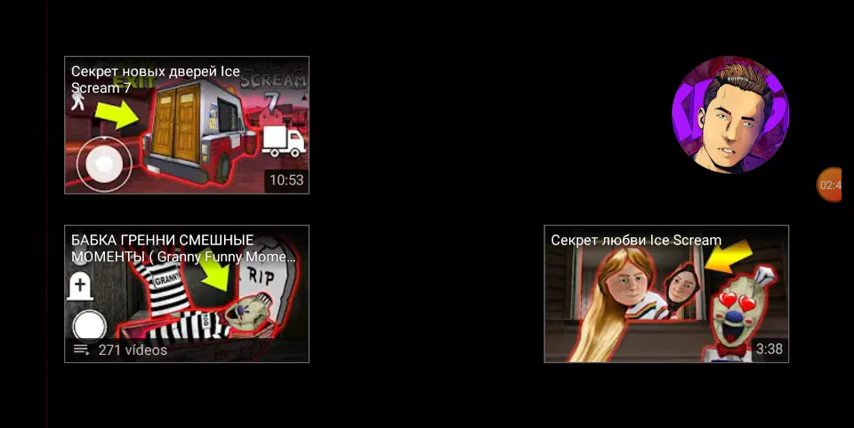 Секрет новых дверей Ice
Scream 7
EXIT
SCREAM
7
10:53
БАБКА ГРЕННИ СМЕШНЫЕ
МОМЕНТЫ ( Granny Funny Mome...
GRANNY
RIP
271 vídeos
Секрет любви Ice Scream
3:38
02:4